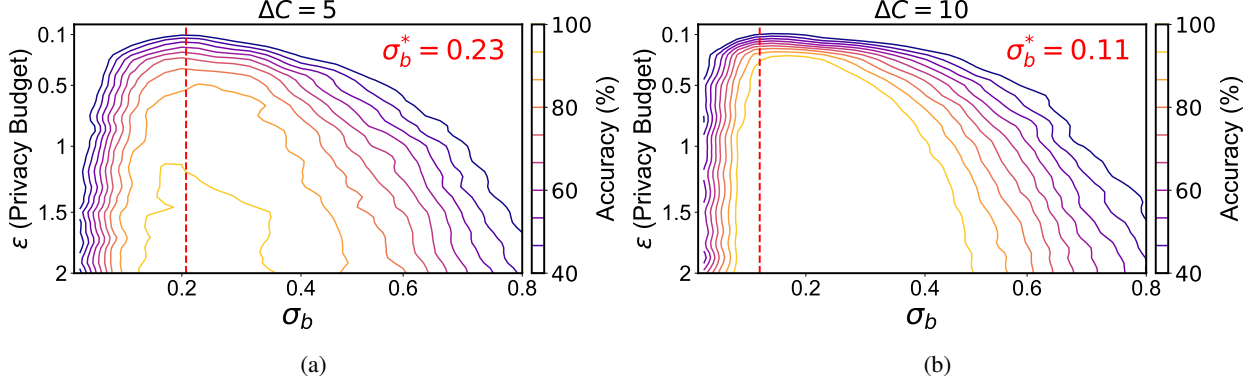 ΔC = 5
σ*b = 0.23
ε (Privacy Budget)
0.1
0.5
1
1.5
2
0.2
0.4
0.6
0.8
σb
100
80
60
40
Accuracy (%)
(a)
ΔC = 10
σ*b = 0.11
ε (Privacy Budget)
0.1
0.5
1
1.5
2
0.2
0.4
0.6
0.8
σb
100
80
60
40
Accuracy (%)
(b)